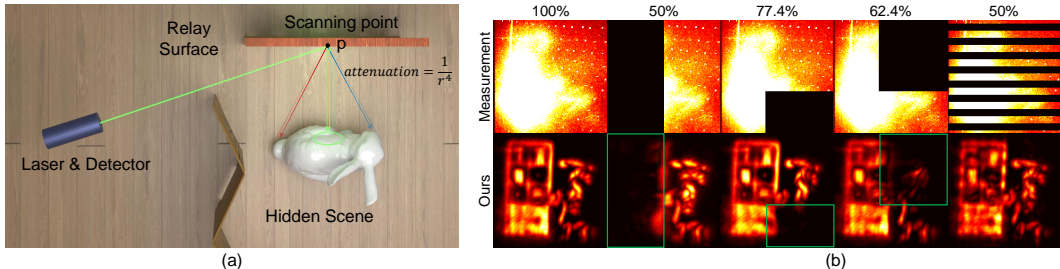 Relay
Surface
Scanning point
p
attenuation = 1/r⁴
Laser & Detector
Hidden Scene
(a)
100% 50% 77.4% 62.4% 50%
Measurement
Ours
(b)